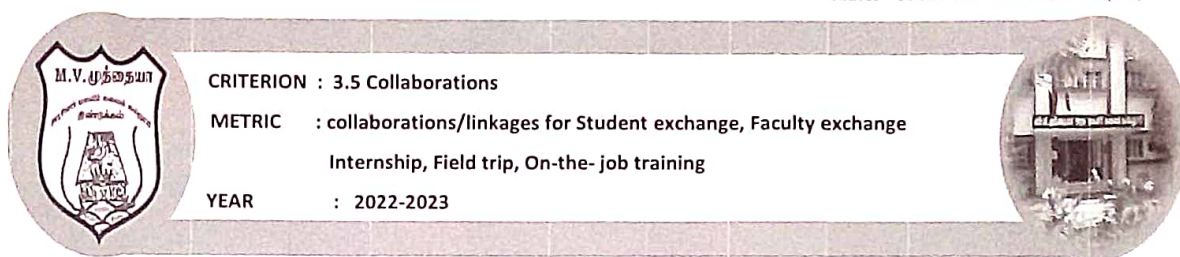 M.V.முத்தையா
திண்டுக்கல்
CRITERION : 3.5 Collaborations
METRIC : collaborations/linkages for Student exchange, Faculty exchange
Internship, Field trip, On-the- job training
YEAR : 2022-2023